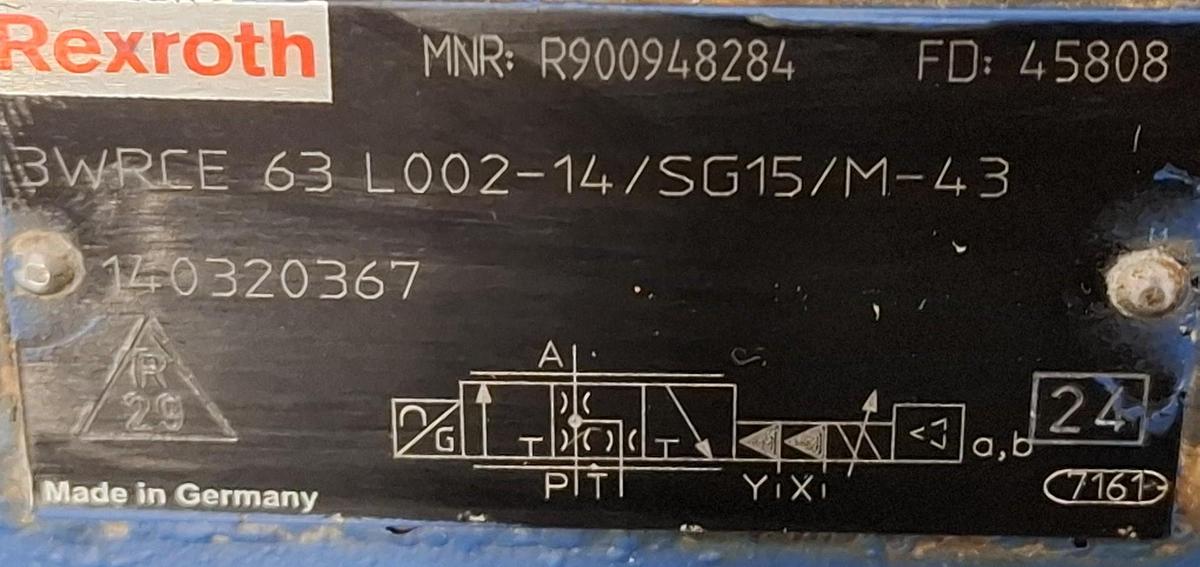 Rexroth MNR: R900948284 FD: 45808
3WRCE 63 L002-14/SG15/M-43
140320367
R
29
A
G T T a,b 24
P T Y X
7161
Made in Germany